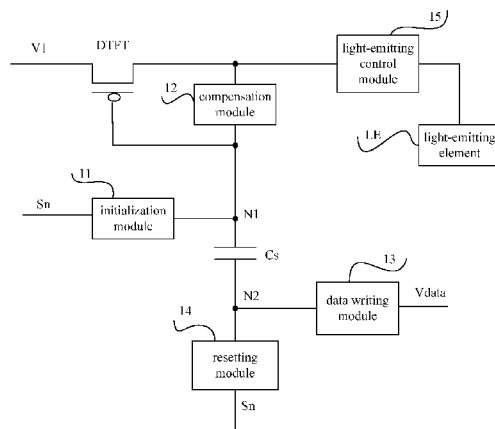 15
V1
DTFT
light-emitting
control
module
12
compensation
module
LE
light-emitting
element
11
Sn
initialization
module
N1
Cs
13
N2
Vdata
data writing
module
14
resetting
module
Sn